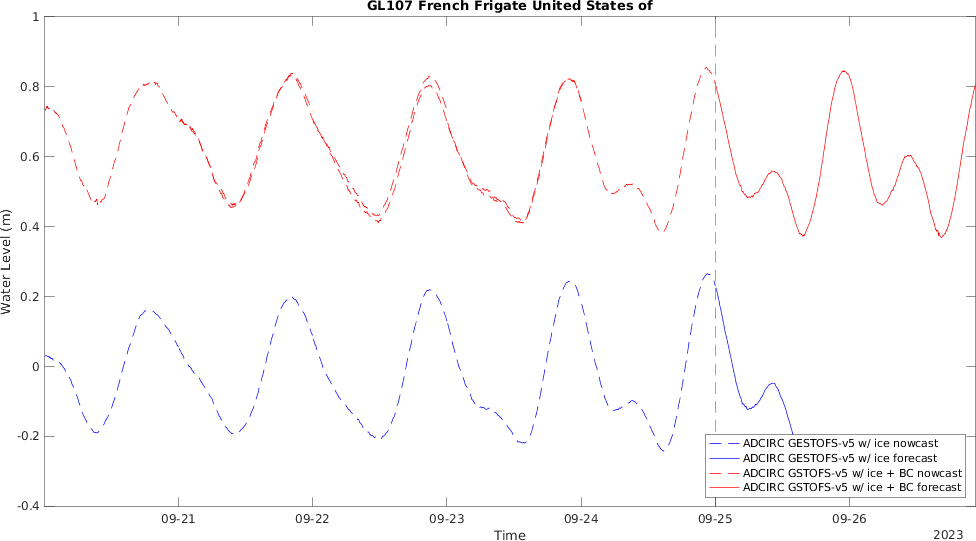 GL107 French Frigate United States of
Water Level (m)
1
0.8
0.6
0.4
0.2
0
-0.2
-0.4
ADCIRC GESTOFS-v5 w/ ice nowcast
ADCIRC GESTOFS-v5 w/ ice forecast
ADCIRC GSTOFS-v5 w/ ice + BC nowcast
ADCIRC GSTOFS-v5 w/ ice + BC forecast
09-21 09-22 09-23 09-24 09-25 09-26
Time
2023